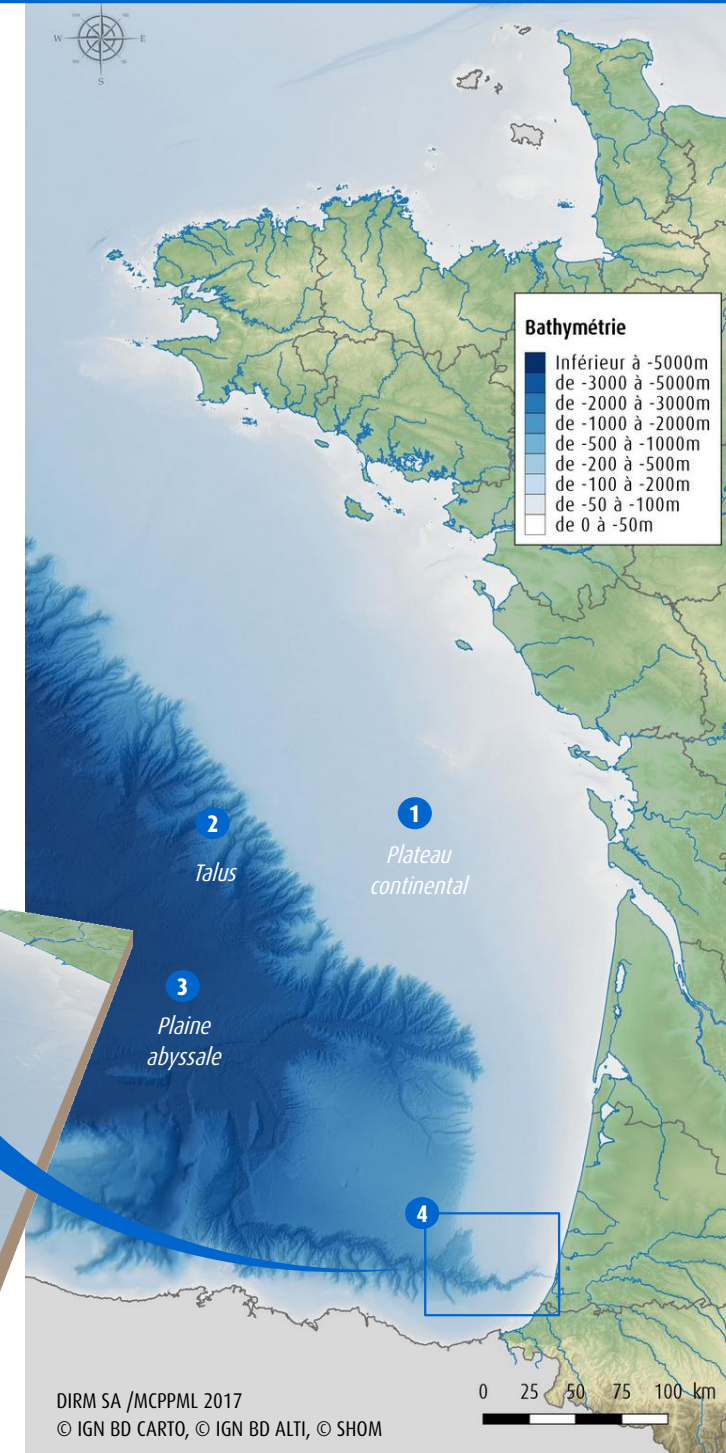 W
E
S
Bathymétrie
Inférieur à -5000m
de -3000 à -5000m
de -2000 à -3000m
de -1000 à -2000m
de -500 à -1000m
de -200 à -500m
de -100 à -200m
de -50 à -100m
de 0 à -50m
1
Plateau
continental
2
Talus
3
Plaine
abyssale
4
DIRM SA /MCPPML 2017
© IGN BD CARTO, © IGN BD ALTI, © SHOM
0 25 50 75 100 km